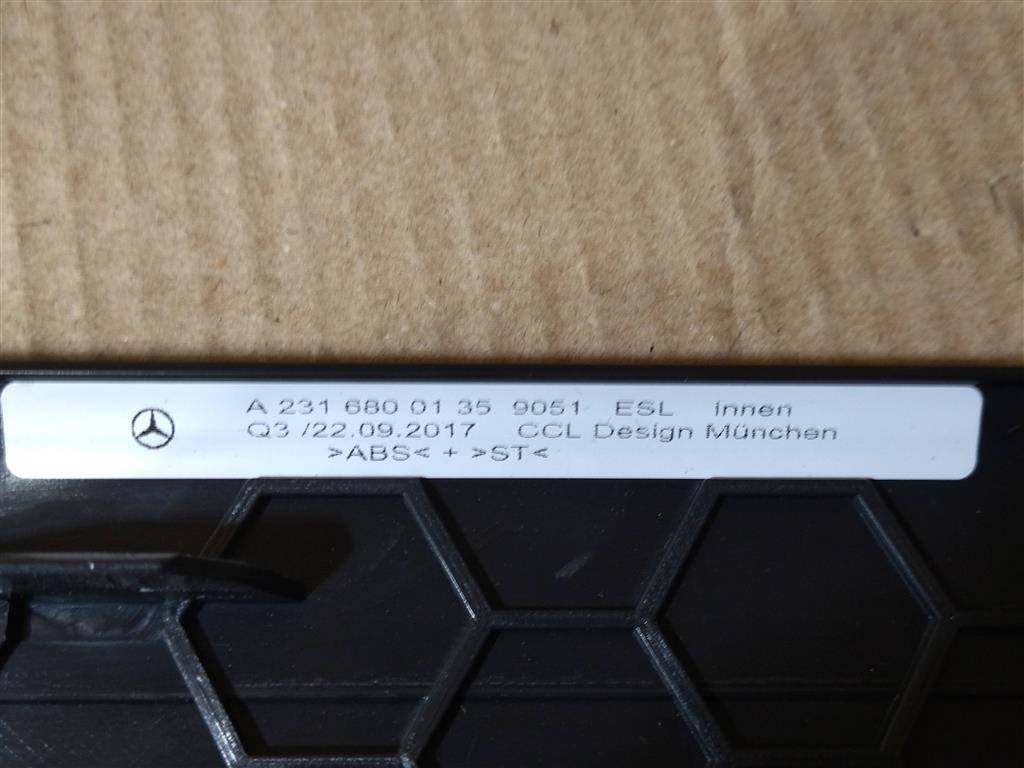 A 231 680 01 35 9051 ESL innen
Q3 /22.09.2017 CCL Design München
>ABS< + >ST<